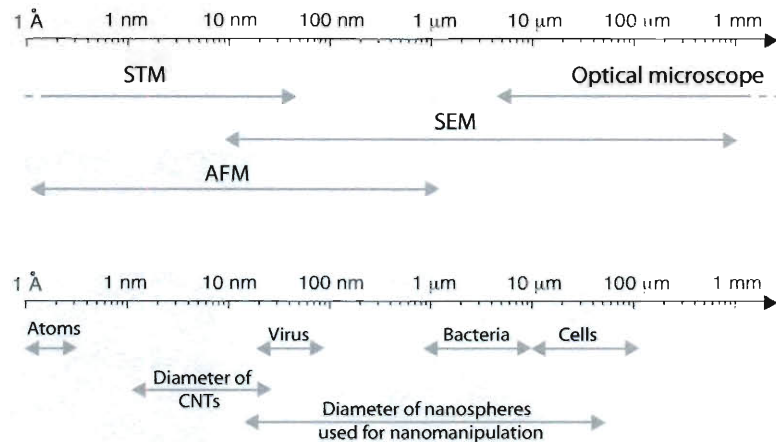 1 Å 1 nm 10 nm 100 nm 1 μm 10 μm 100 μm 1 mm
STM Optical microscope
SEM
AFM
1 Å 1 nm 10 nm 100 nm 1 μm 10 μm 100 μm 1 mm
Atoms Virus Bacteria Cells
Diameter of
CNTs
Diameter of nanospheres
used for nanomanipulation